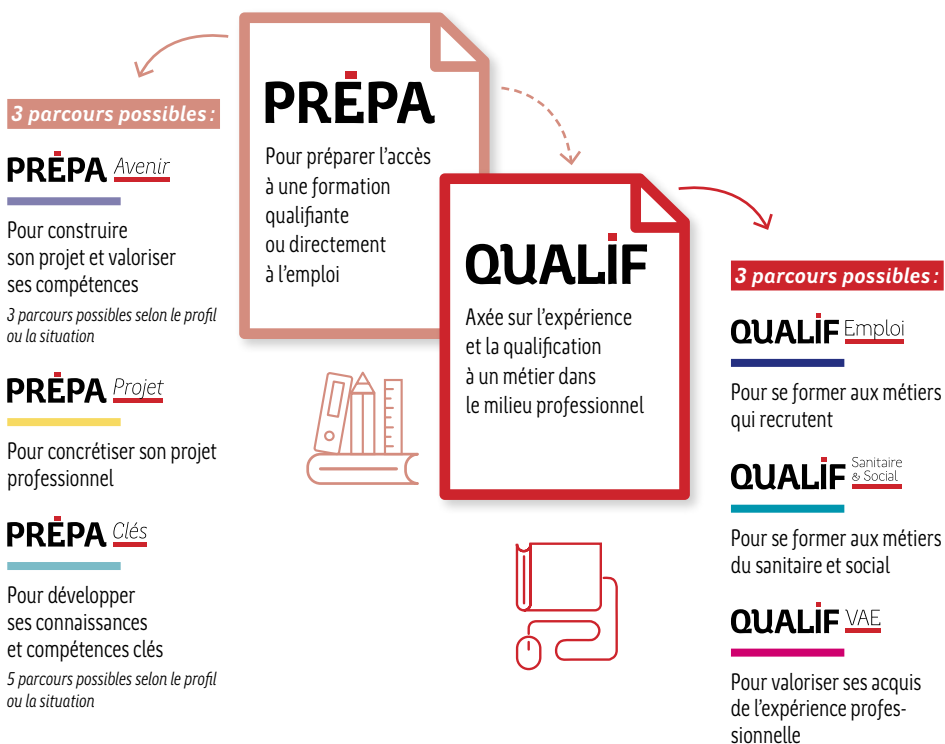 PRÉPA
Pour préparer l'accès
à une formation
qualifiante
ou directement
à l'emploi
3 parcours possibles :
PRÉPA Avenir
Pour construire
son projet et valoriser
ses compétences
3 parcours possibles selon le profil
ou la situation
PRÉPA Projet
Pour concrétiser son projet
professionnel
PRÉPA Clés
Pour développer
ses connaissances
et compétences clés
5 parcours possibles selon le profil
ou la situation
QUALIF
Axée sur l'expérience
et la qualification
à un métier dans
le milieu professionnel
3 parcours possibles :
QUALIF Emploi
Pour se former aux métiers
qui recrutent
QUALIF Sanitaire
& Social
Pour se former aux métiers
du sanitaire et social
QUALIF VAE
Pour valoriser ses acquis
de l'expérience profes-
sionnelle